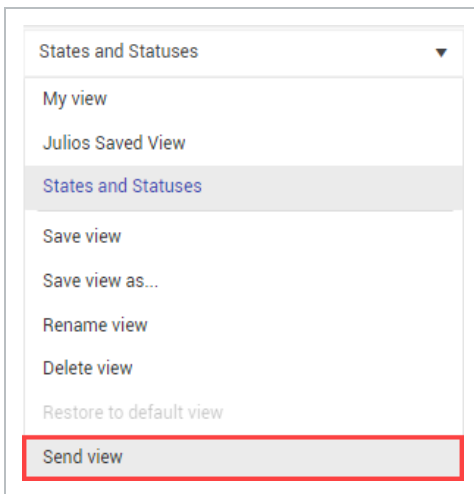 States and Statuses
My view
Julios Saved View
States and Statuses
Save view
Save view as...
Rename view
Delete view
Restore to default view
Send view